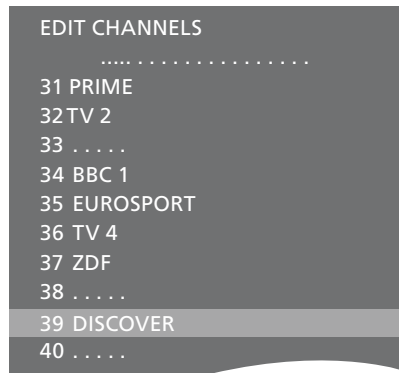 EDIT CHANNELS
..... . . . . . . . . . . . . . . .
31 PRIME
32 TV 2
33 . . . . .
34 BBC 1
35 EUROSPORT
36 TV 4
37 ZDF
38 . . . . .
39 DISCOVER
40 . . . . .